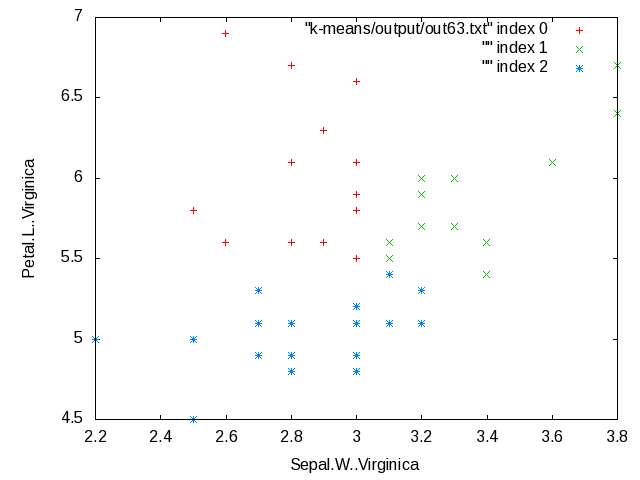 7
"k-means/output/out63.txt" index 0
"" index 1
"" index 2
6.5
6
5.5
5
4.5
Petal.L..Virginica
2.2 2.4 2.6 2.8 3 3.2 3.4 3.6 3.8
Sepal.W..Virginica